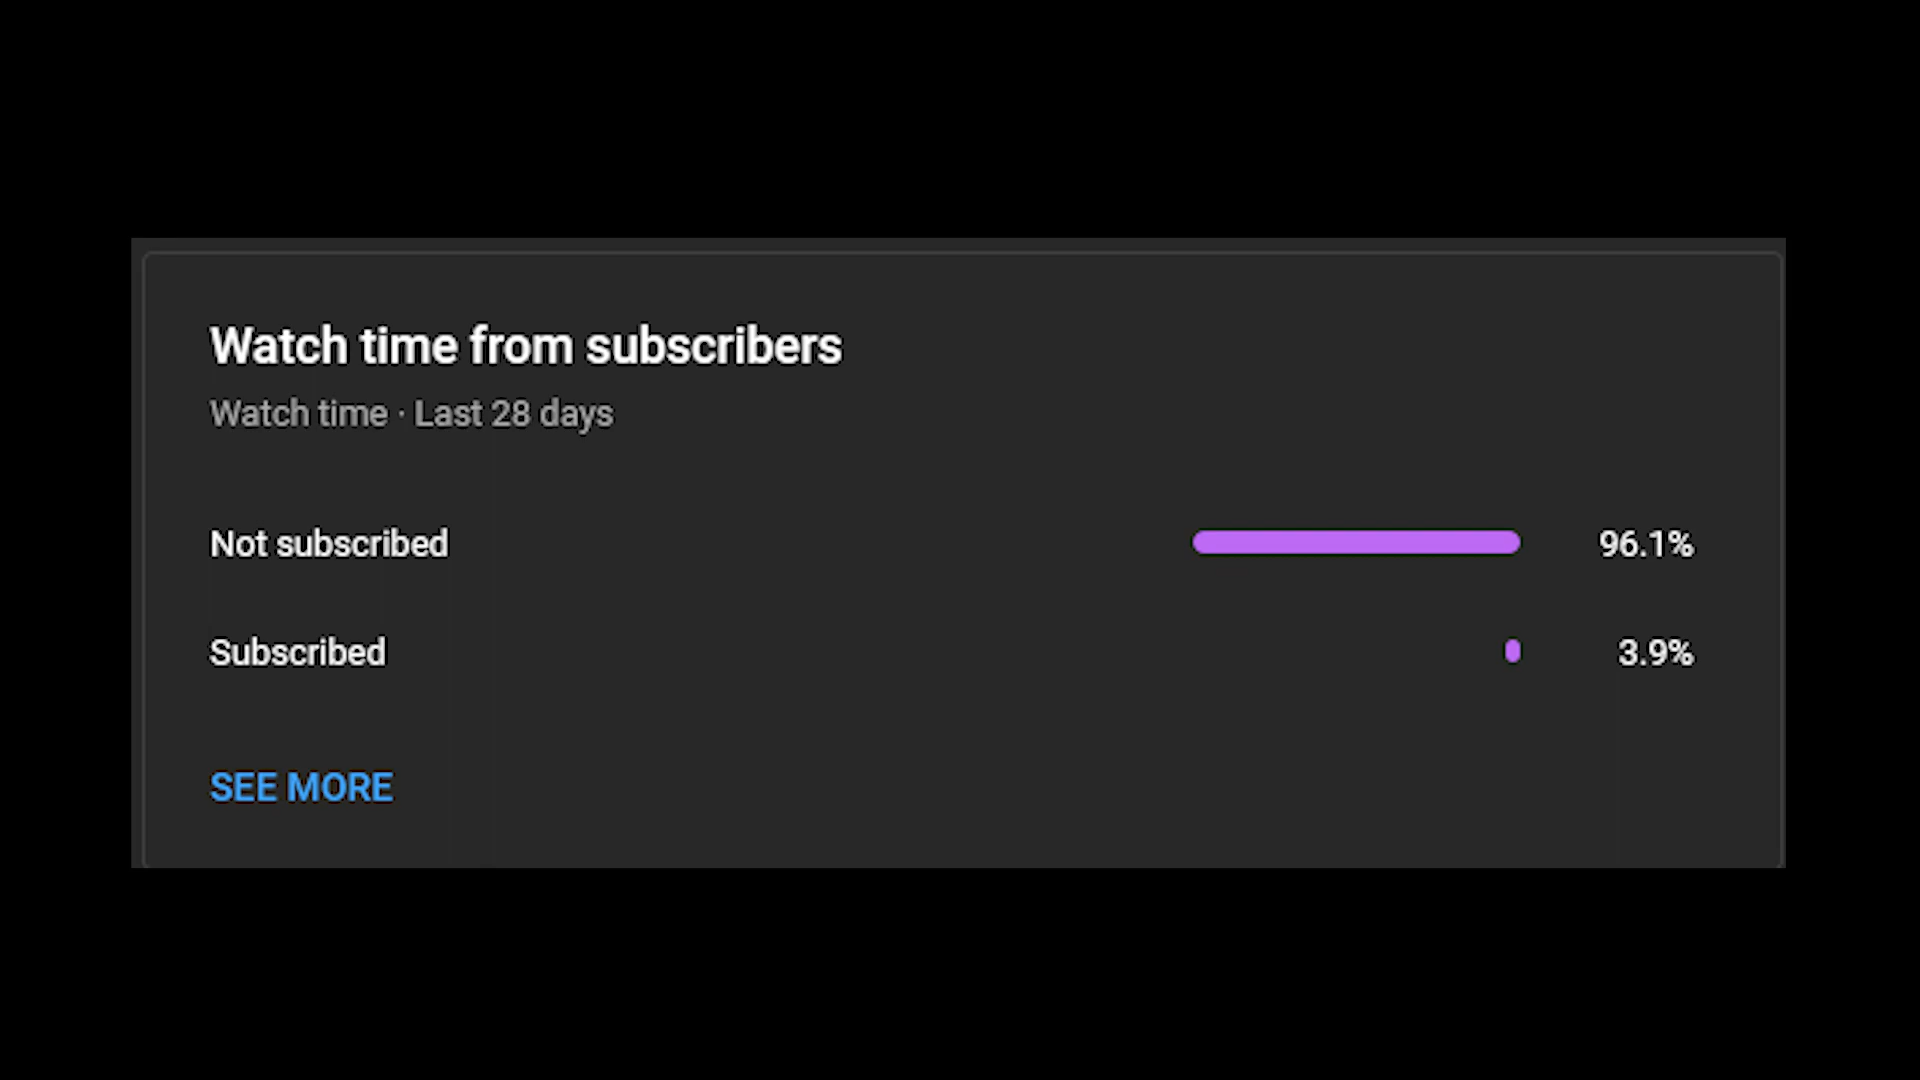 Watch time from subscribers
Watch time · Last 28 days
Not subscribed 96.1%
Subscribed 3.9%
SEE MORE